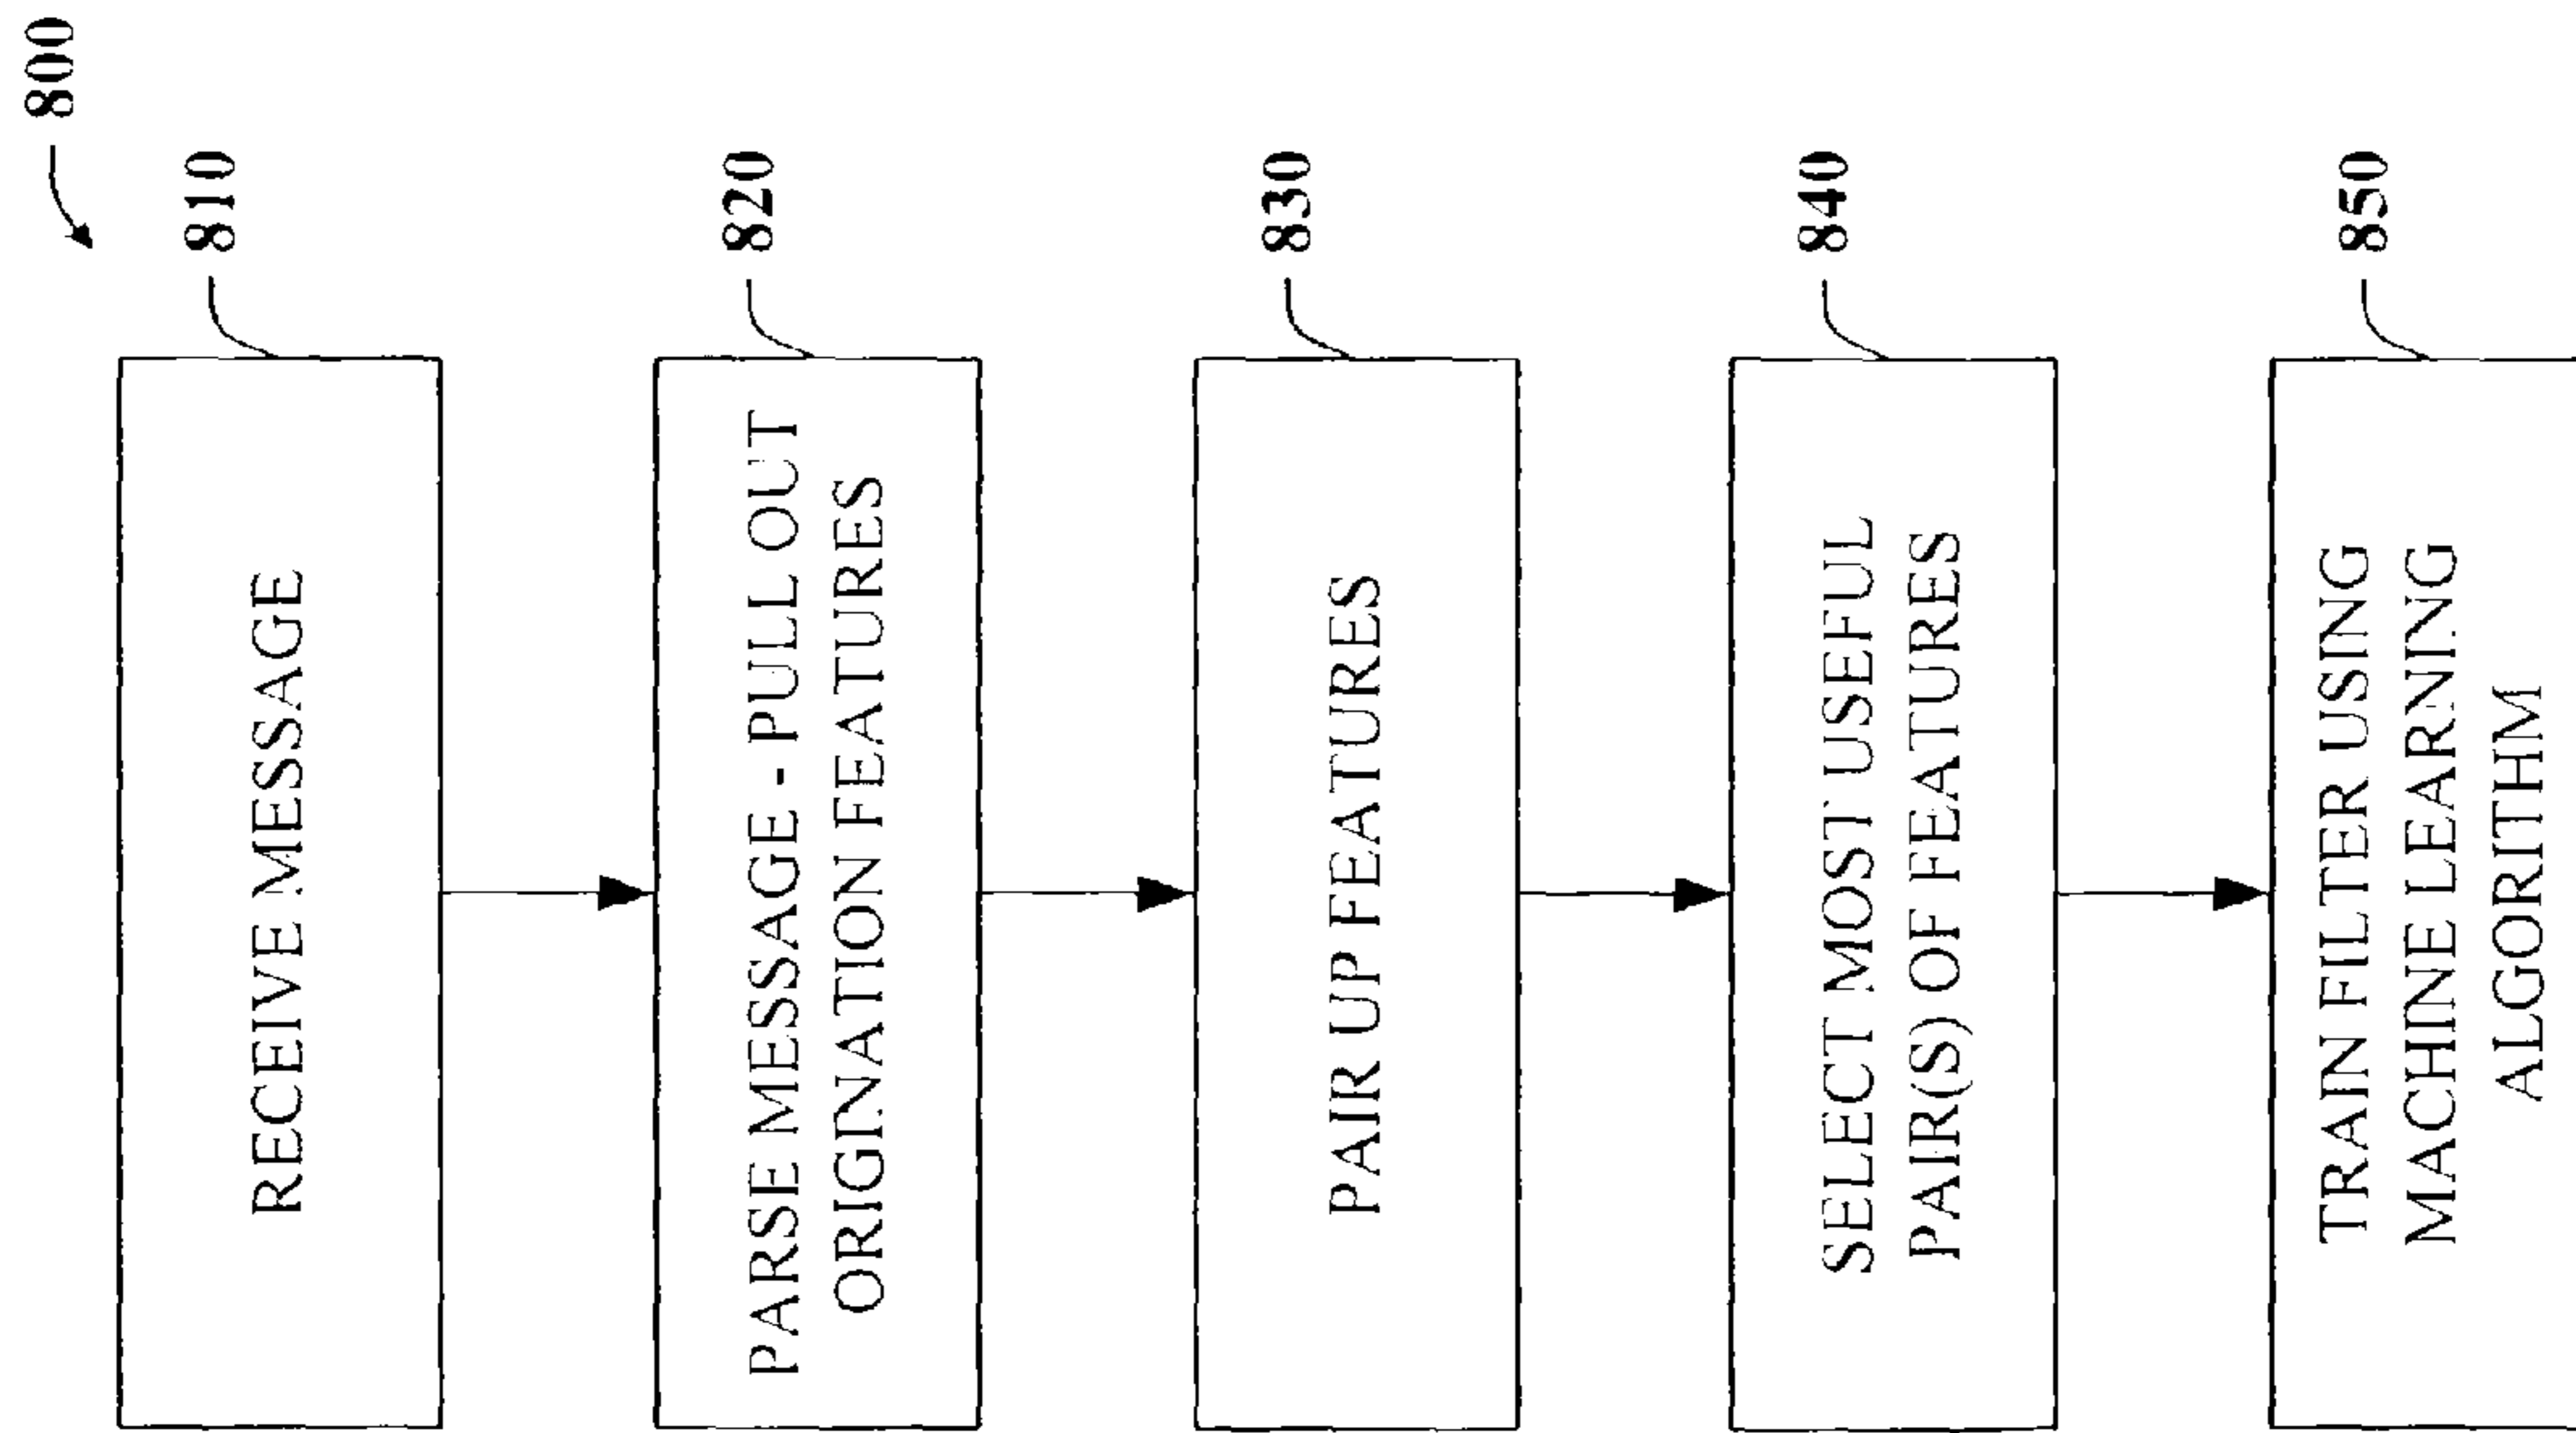 800
810
RECEIVE MESSAGE
820
PARSE MESSAGE - PULL OUT
ORIGINATION FEATURES
830
PAIR UP FEATURES
840
SELECT MOST USEFUL
PAIR(S) OF FEATURES
850
TRAIN FILTER USING
MACHINE LEARNING
ALGORITHM